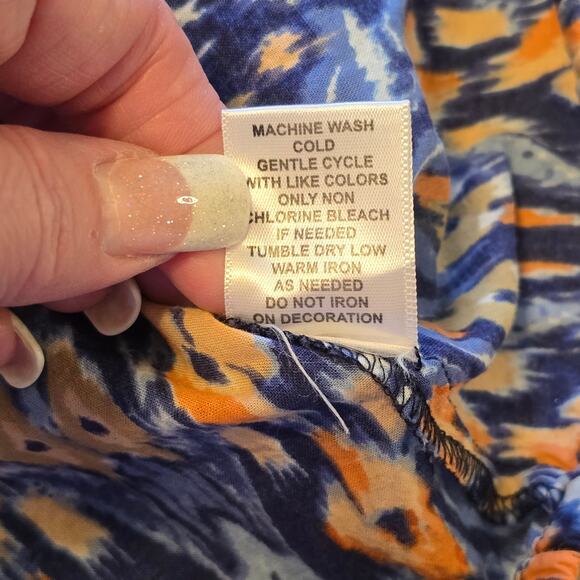 MACHINE WASH
COLD
GENTLE CYCLE
WITH LIKE COLORS
ONLY NON
CHLORINE BLEACH
IF NEEDED
TUMBLE DRY LOW
WARM IRON
AS NEEDED
DO NOT IRON
ON DECORATION